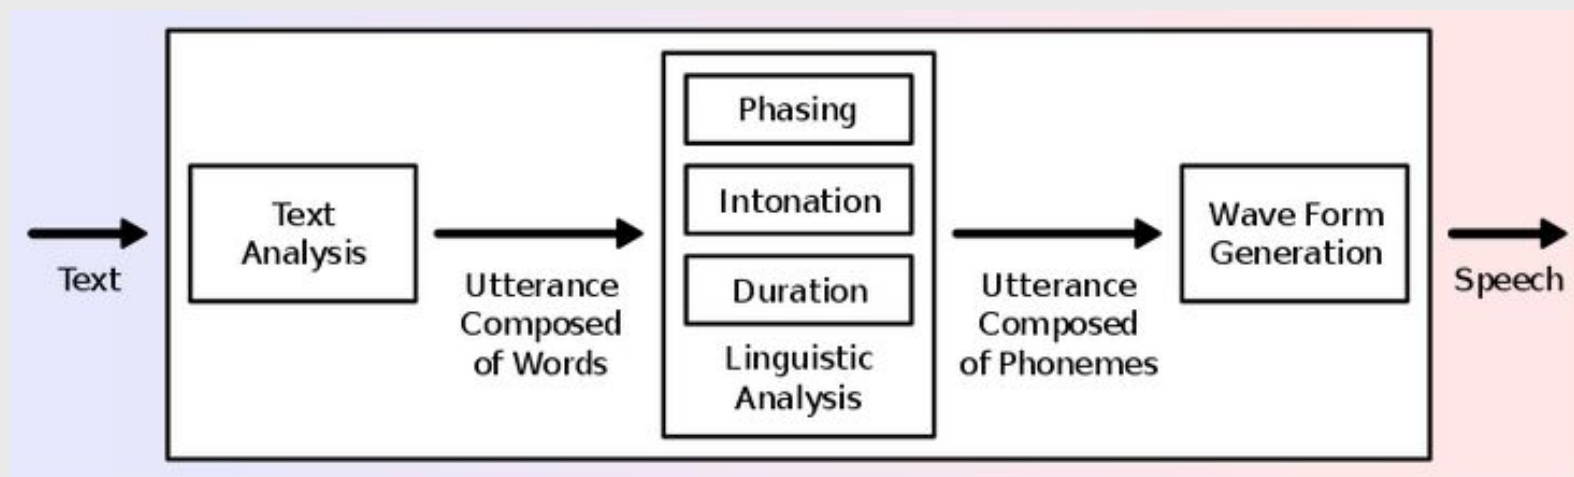 Text
Text
Analysis
Utterance
Composed
of Words
Phasing
Intonation
Duration
Linguistic
Analysis
Utterance
Composed
of Phonemes
Wave Form
Generation
Speech